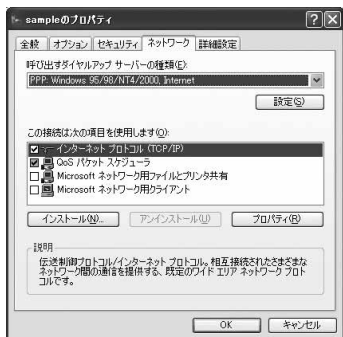 sampleのプロパティ
全般 オプション セキュリティ ネットワーク 詳細設定
呼び出すダイヤルアップ サーバーの種類(E):
PPP: Windows 95/98/NT4/2000, Internet
設定(S)
この接続は次の項目を使用します(O):
インターネット プロトコル (TCP/IP)
QoS パケット スケジューラ
Microsoft ネットワーク用ファイルとプリンタ共有
Microsoft ネットワーク用クライアント
インストール(N)... アンインストール(U) プロパティ(R)
説明
伝送制御プロトコル/インターネット プロトコル。相互接続されたさまざまな
ネットワーク間の通信を提供する、既定のワイド エリア ネットワーク プロト
コルです。
OK キャンセル